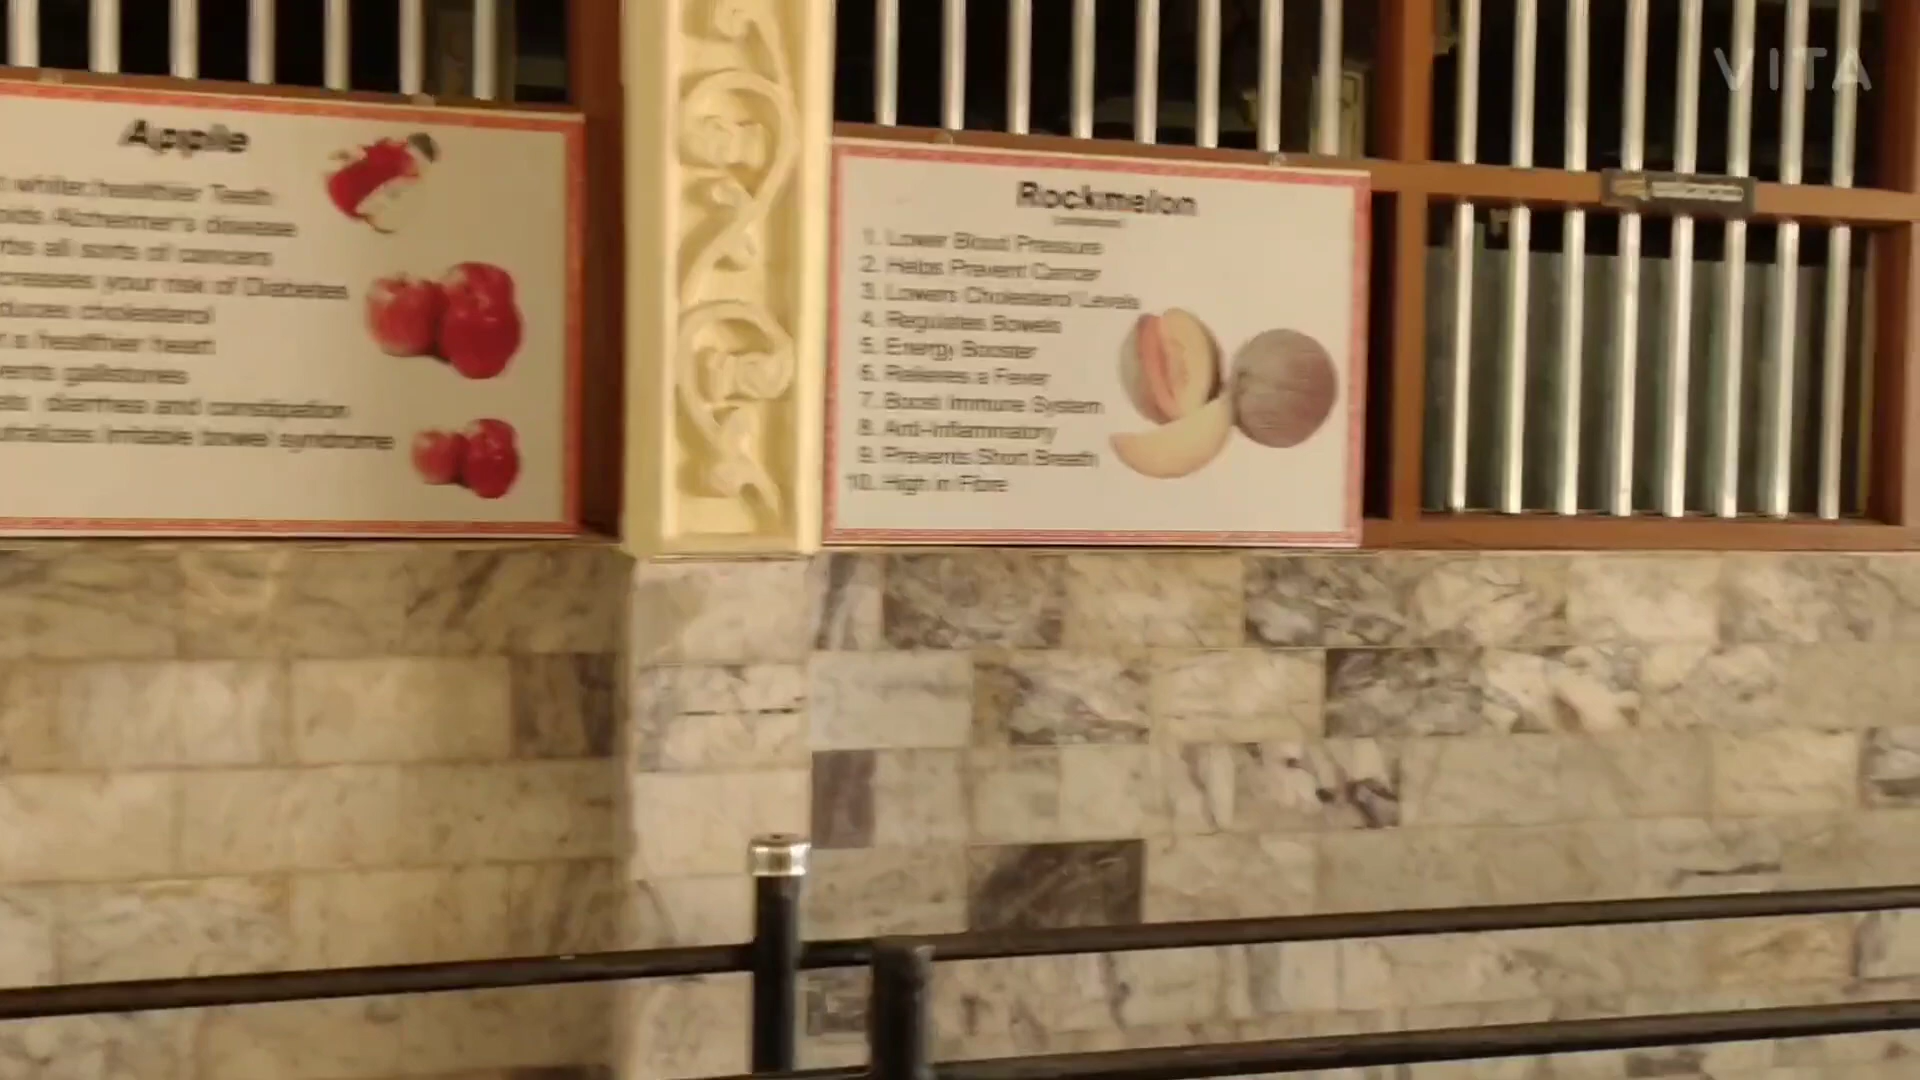 Apple
whiter/healthier Teeth
Alzheimer's disease
all sorts of cancers
your risk of Diabetes
cholesterol
a healthier heart
gallstones
diarrhea and constipation
Irritable bowel syndrome
Rockmelon
1. Lower Blood Pressure
2. Helps Prevent Cancer
3. Lowers Cholesterol Levels
4. Regulates Bowels
5. Energy Booster
6. Relieves a Fever
7. Boost Immune System
8. Anti-Inflammatory
9. Prevents Short Breath
10. High in Fibre
VITA